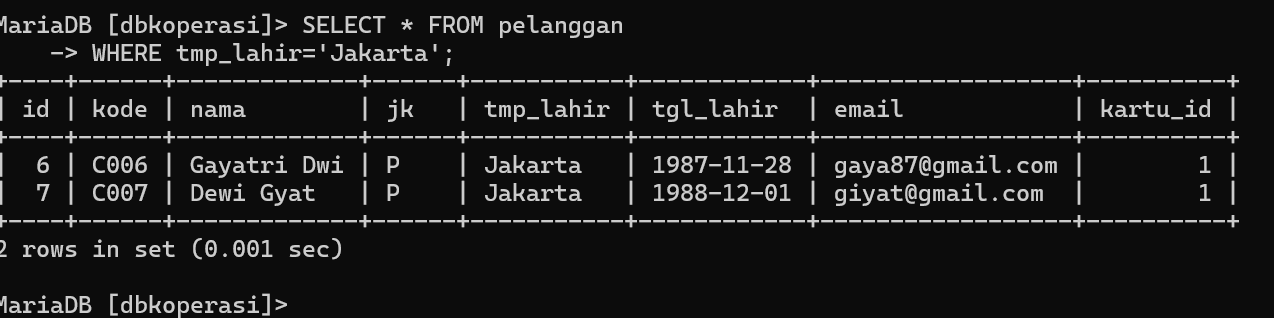 MariaDB [dbkoperasi]> SELECT * FROM pelanggan
    -> WHERE tmp_lahir='Jakarta';
+----+------+-------------+------+-----------+------------+------------------+----------+
| id | kode | nama        | jk   | tmp_lahir | tgl_lahir  | email            | kartu_id |
+----+------+-------------+------+-----------+------------+------------------+----------+
|  6 | C006 | Gayatri Dwi | P    | Jakarta   | 1987-11-28 | gaya87@gmail.com |        1 |
|  7 | C007 | Dewi Gyat   | P    | Jakarta   | 1988-12-01 | giyat@gmail.com  |        1 |
+----+------+-------------+------+-----------+------------+------------------+----------+
2 rows in set (0.001 sec)
MariaDB [dbkoperasi]>